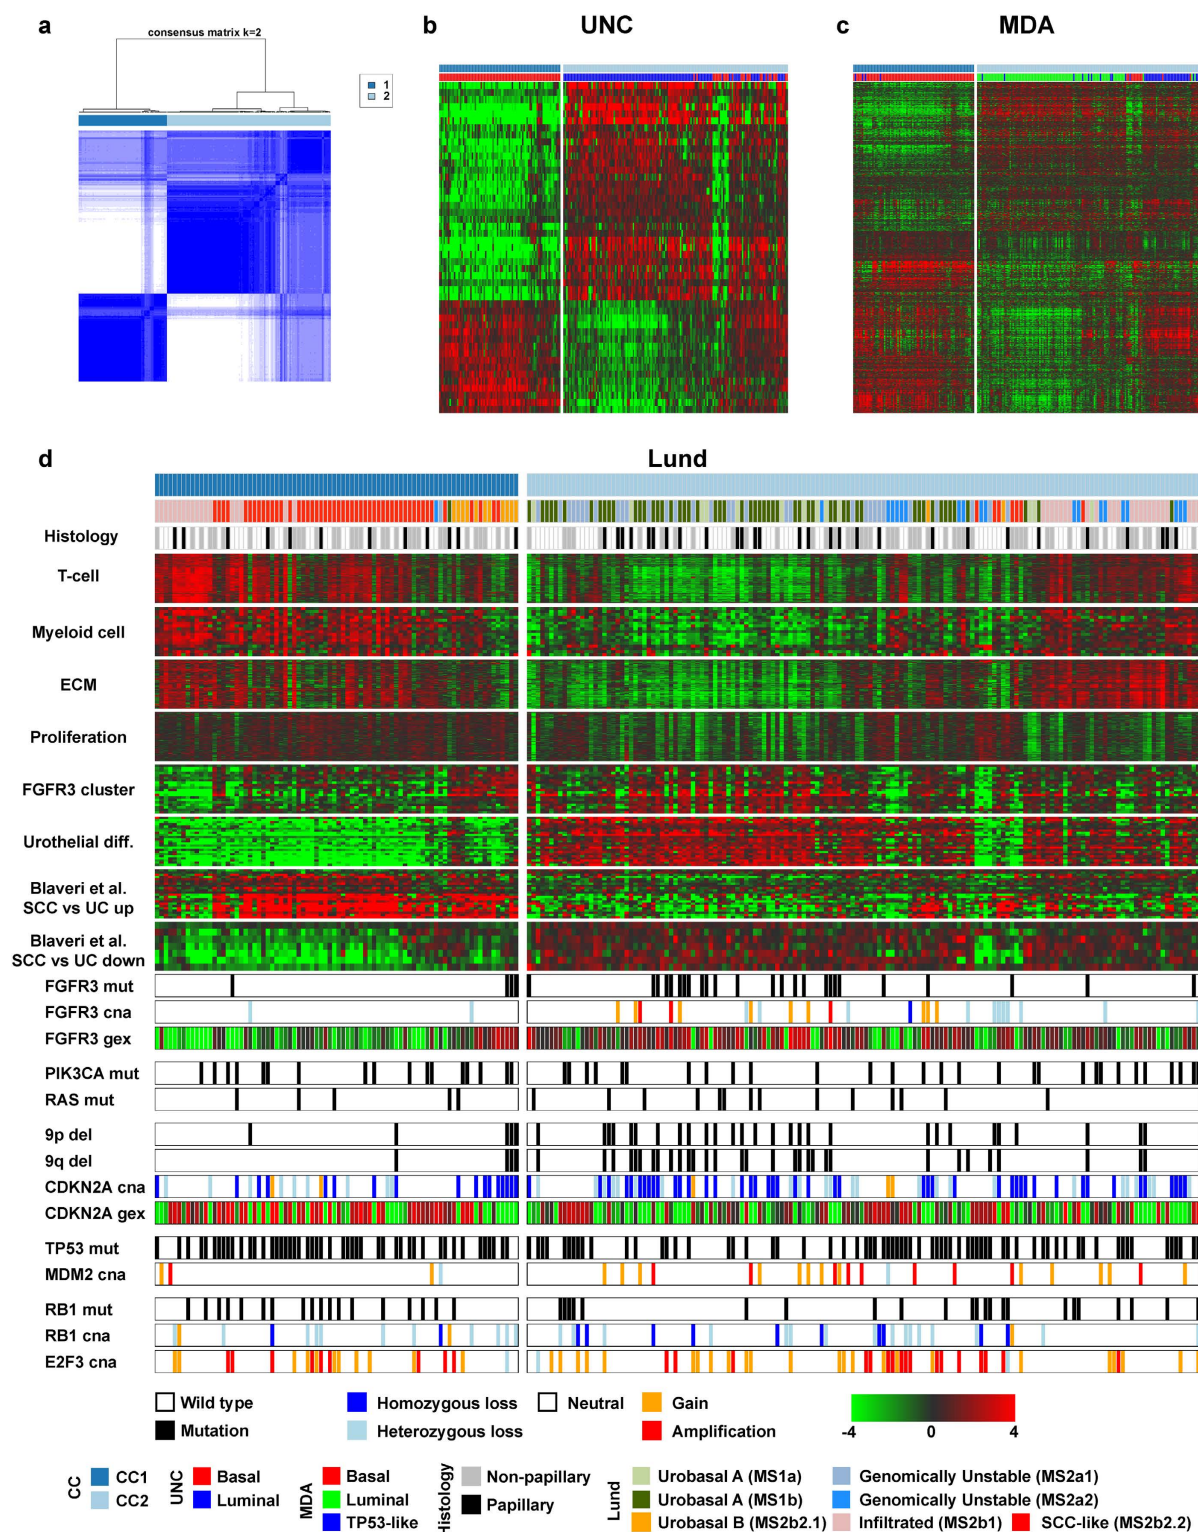 a
consensus matrix k=2
1
2
b
UNC
c
MDA
d
Lund
Histology
T-cell
Myeloid cell
ECM
Proliferation
FGFR3 cluster
Urothelial diff.
Blaveri et al.
SCC vs UC up
Blaveri et al.
SCC vs UC down
FGFR3 mut
FGFR3 cna
FGFR3 gex
PIK3CA mut
RAS mut
9p del
9q del
CDKN2A cna
CDKN2A gex
TP53 mut
MDM2 cna
RB1 mut
RB1 cna
E2F3 cna
Wild type
Mutation
Homozygous loss
Heterozygous loss
Neutral
Gain
Amplification
-4 0 4
CC
CC1
CC2
UNC
Basal
Luminal
MDA
Basal
Luminal
TP53-like
Histology
Non-papillary
Papillary
Lund
Urobasal A (MS1a)
Urobasal A (MS1b)
Urobasal B (MS2b2.1)
Genomically Unstable (MS2a1)
Genomically Unstable (MS2a2)
Infiltrated (MS2b1)
SCC-like (MS2b2.2)